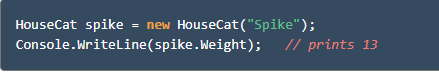 HouseCat spike = new HouseCat("Spike");
Console.WriteLine(spike.Weight);   // prints 13